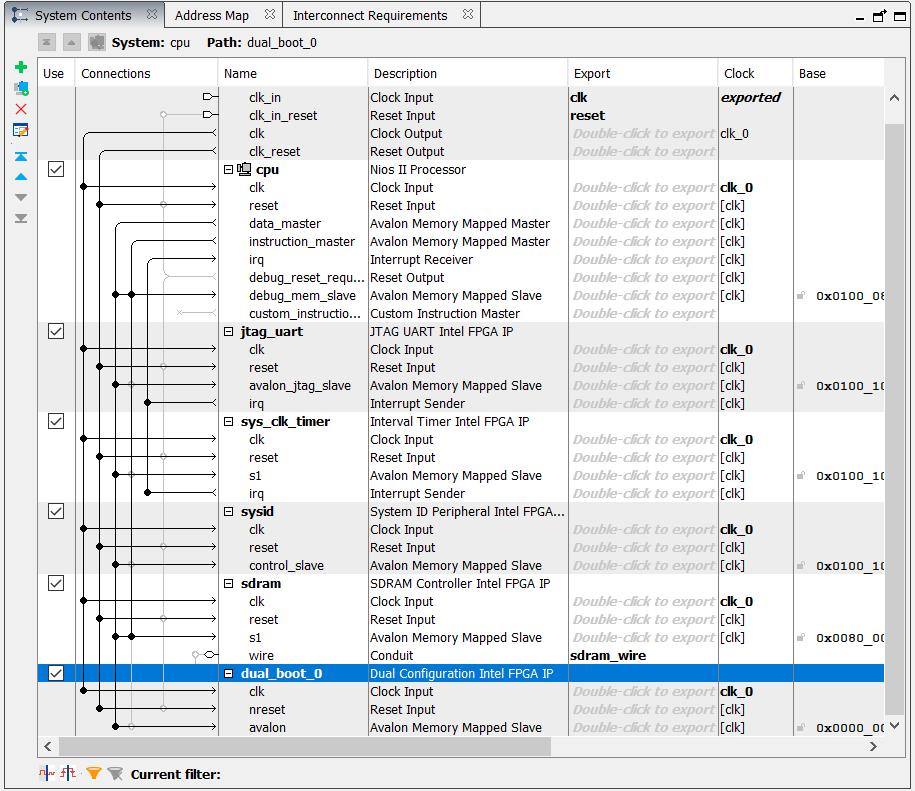 System Contents Address Map Interconnect Requirements
System: cpu Path: dual_boot_0
Use Connections Name Description Export Clock Base
clk_in Clock Input clk exported
clk_in_reset Reset Input reset
clk Clock Output Double-click to export clk_0
clk_reset Reset Output Double-click to export
cpu Nios II Processor
clk Clock Input Double-click to export clk_0
reset Reset Input Double-click to export [clk]
data_master Avalon Memory Mapped Master Double-click to export [clk]
instruction_master Avalon Memory Mapped Master Double-click to export [clk]
irq Interrupt Receiver Double-click to export [clk]
debug_reset_requ... Reset Output Double-click to export [clk]
debug_mem_slave Avalon Memory Mapped Slave Double-click to export [clk] 0x0100_08
custom_instructio... Custom Instruction Master Double-click to export
jtag_uart JTAG UART Intel FPGA IP
clk Clock Input Double-click to export clk_0
reset Reset Input Double-click to export [clk]
avalon_jtag_slave Avalon Memory Mapped Slave Double-click to export [clk] 0x0100_10
irq Interrupt Sender Double-click to export [clk]
sys_clk_timer Interval Timer Intel FPGA IP
clk Clock Input Double-click to export clk_0
reset Reset Input Double-click to export [clk]
s1 Avalon Memory Mapped Slave Double-click to export [clk] 0x0100_10
irq Interrupt Sender Double-click to export [clk]
sysid System ID Peripheral Intel FPGA...
clk Clock Input Double-click to export clk_0
reset Reset Input Double-click to export [clk]
control_slave Avalon Memory Mapped Slave Double-click to export [clk] 0x0100_10
sdram SDRAM Controller Intel FPGA IP
clk Clock Input Double-click to export clk_0
reset Reset Input Double-click to export [clk]
s1 Avalon Memory Mapped Slave Double-click to export [clk] 0x0080_00
wire Conduit sdram_wire
dual_boot_0 Dual Configuration Intel FPGA IP
clk Clock Input Double-click to export clk_0
nreset Reset Input Double-click to export [clk]
avalon Avalon Memory Mapped Slave Double-click to export [clk] 0x0000_00
Current filter: